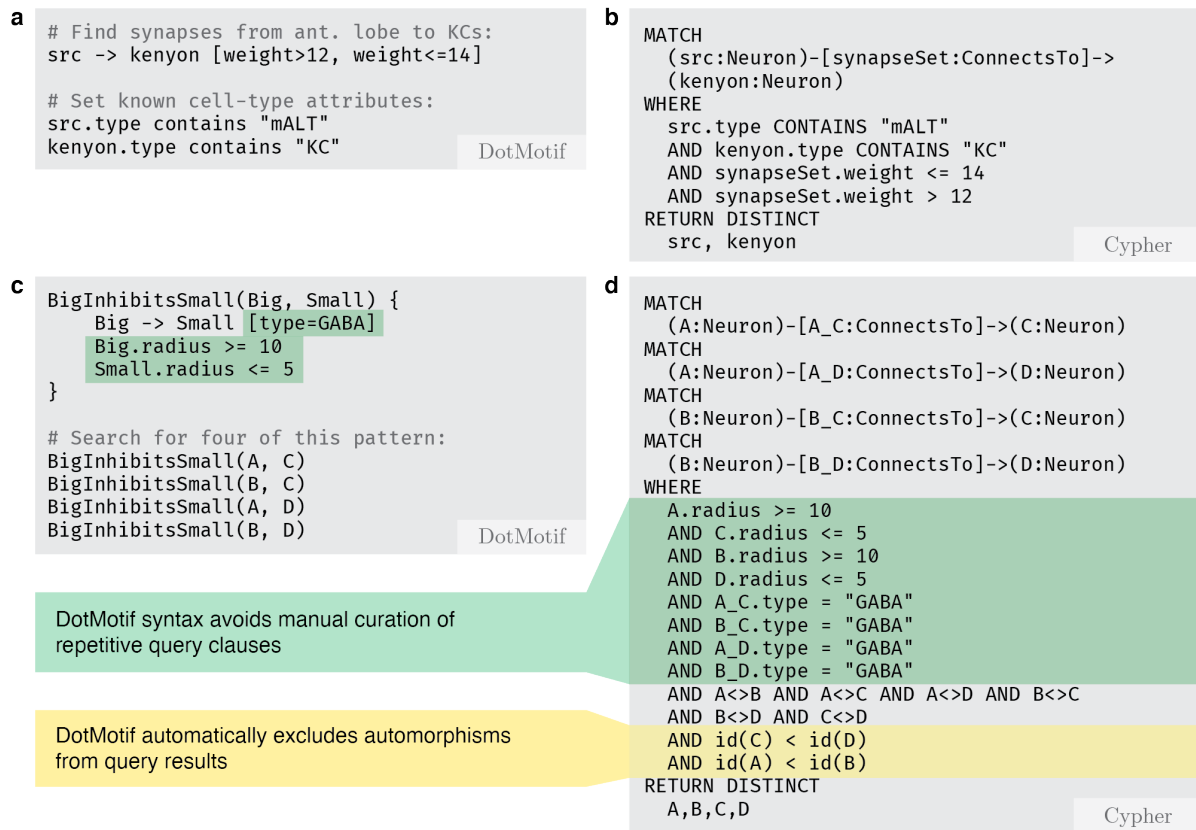 a
# Find synapses from ant. lobe to KCs:
src -> kenyon [weight>12, weight<=14]
# Set known cell-type attributes:
src.type contains "mALT"
kenyon.type contains "KC"
DotMotif
b
MATCH
(src:Neuron)-[synapseSet:ConnectsTo]->
(kenyon:Neuron)
WHERE
src.type CONTAINS "mALT"
AND kenyon.type CONTAINS "KC"
AND synapseSet.weight <= 14
AND synapseSet.weight > 12
RETURN DISTINCT
src, kenyon
Cypher
c
BigInhibitsSmall(Big, Small) {
Big -> Small [type=GABA]
Big.radius >= 10
Small.radius <= 5
}
# Search for four of this pattern:
BigInhibitsSmall(A, C)
BigInhibitsSmall(B, C)
BigInhibitsSmall(A, D)
BigInhibitsSmall(B, D)
DotMotif
DotMotif syntax avoids manual curation of
repetitive query clauses
DotMotif automatically excludes automorphisms
from query results
d
MATCH
(A:Neuron)-[A_C:ConnectsTo]->(C:Neuron)
MATCH
(A:Neuron)-[A_D:ConnectsTo]->(D:Neuron)
MATCH
(B:Neuron)-[B_C:ConnectsTo]->(C:Neuron)
MATCH
(B:Neuron)-[B_D:ConnectsTo]->(D:Neuron)
WHERE
A.radius >= 10
AND C.radius <= 5
AND B.radius >= 10
AND D.radius <= 5
AND A_C.type = "GABA"
AND B_C.type = "GABA"
AND A_D.type = "GABA"
AND B_D.type = "GABA"
AND A<>B AND A<>C AND A<>D AND B<>C
AND B<>D AND C<>D
AND id(C) < id(D)
AND id(A) < id(B)
RETURN DISTINCT
A,B,C,D
Cypher